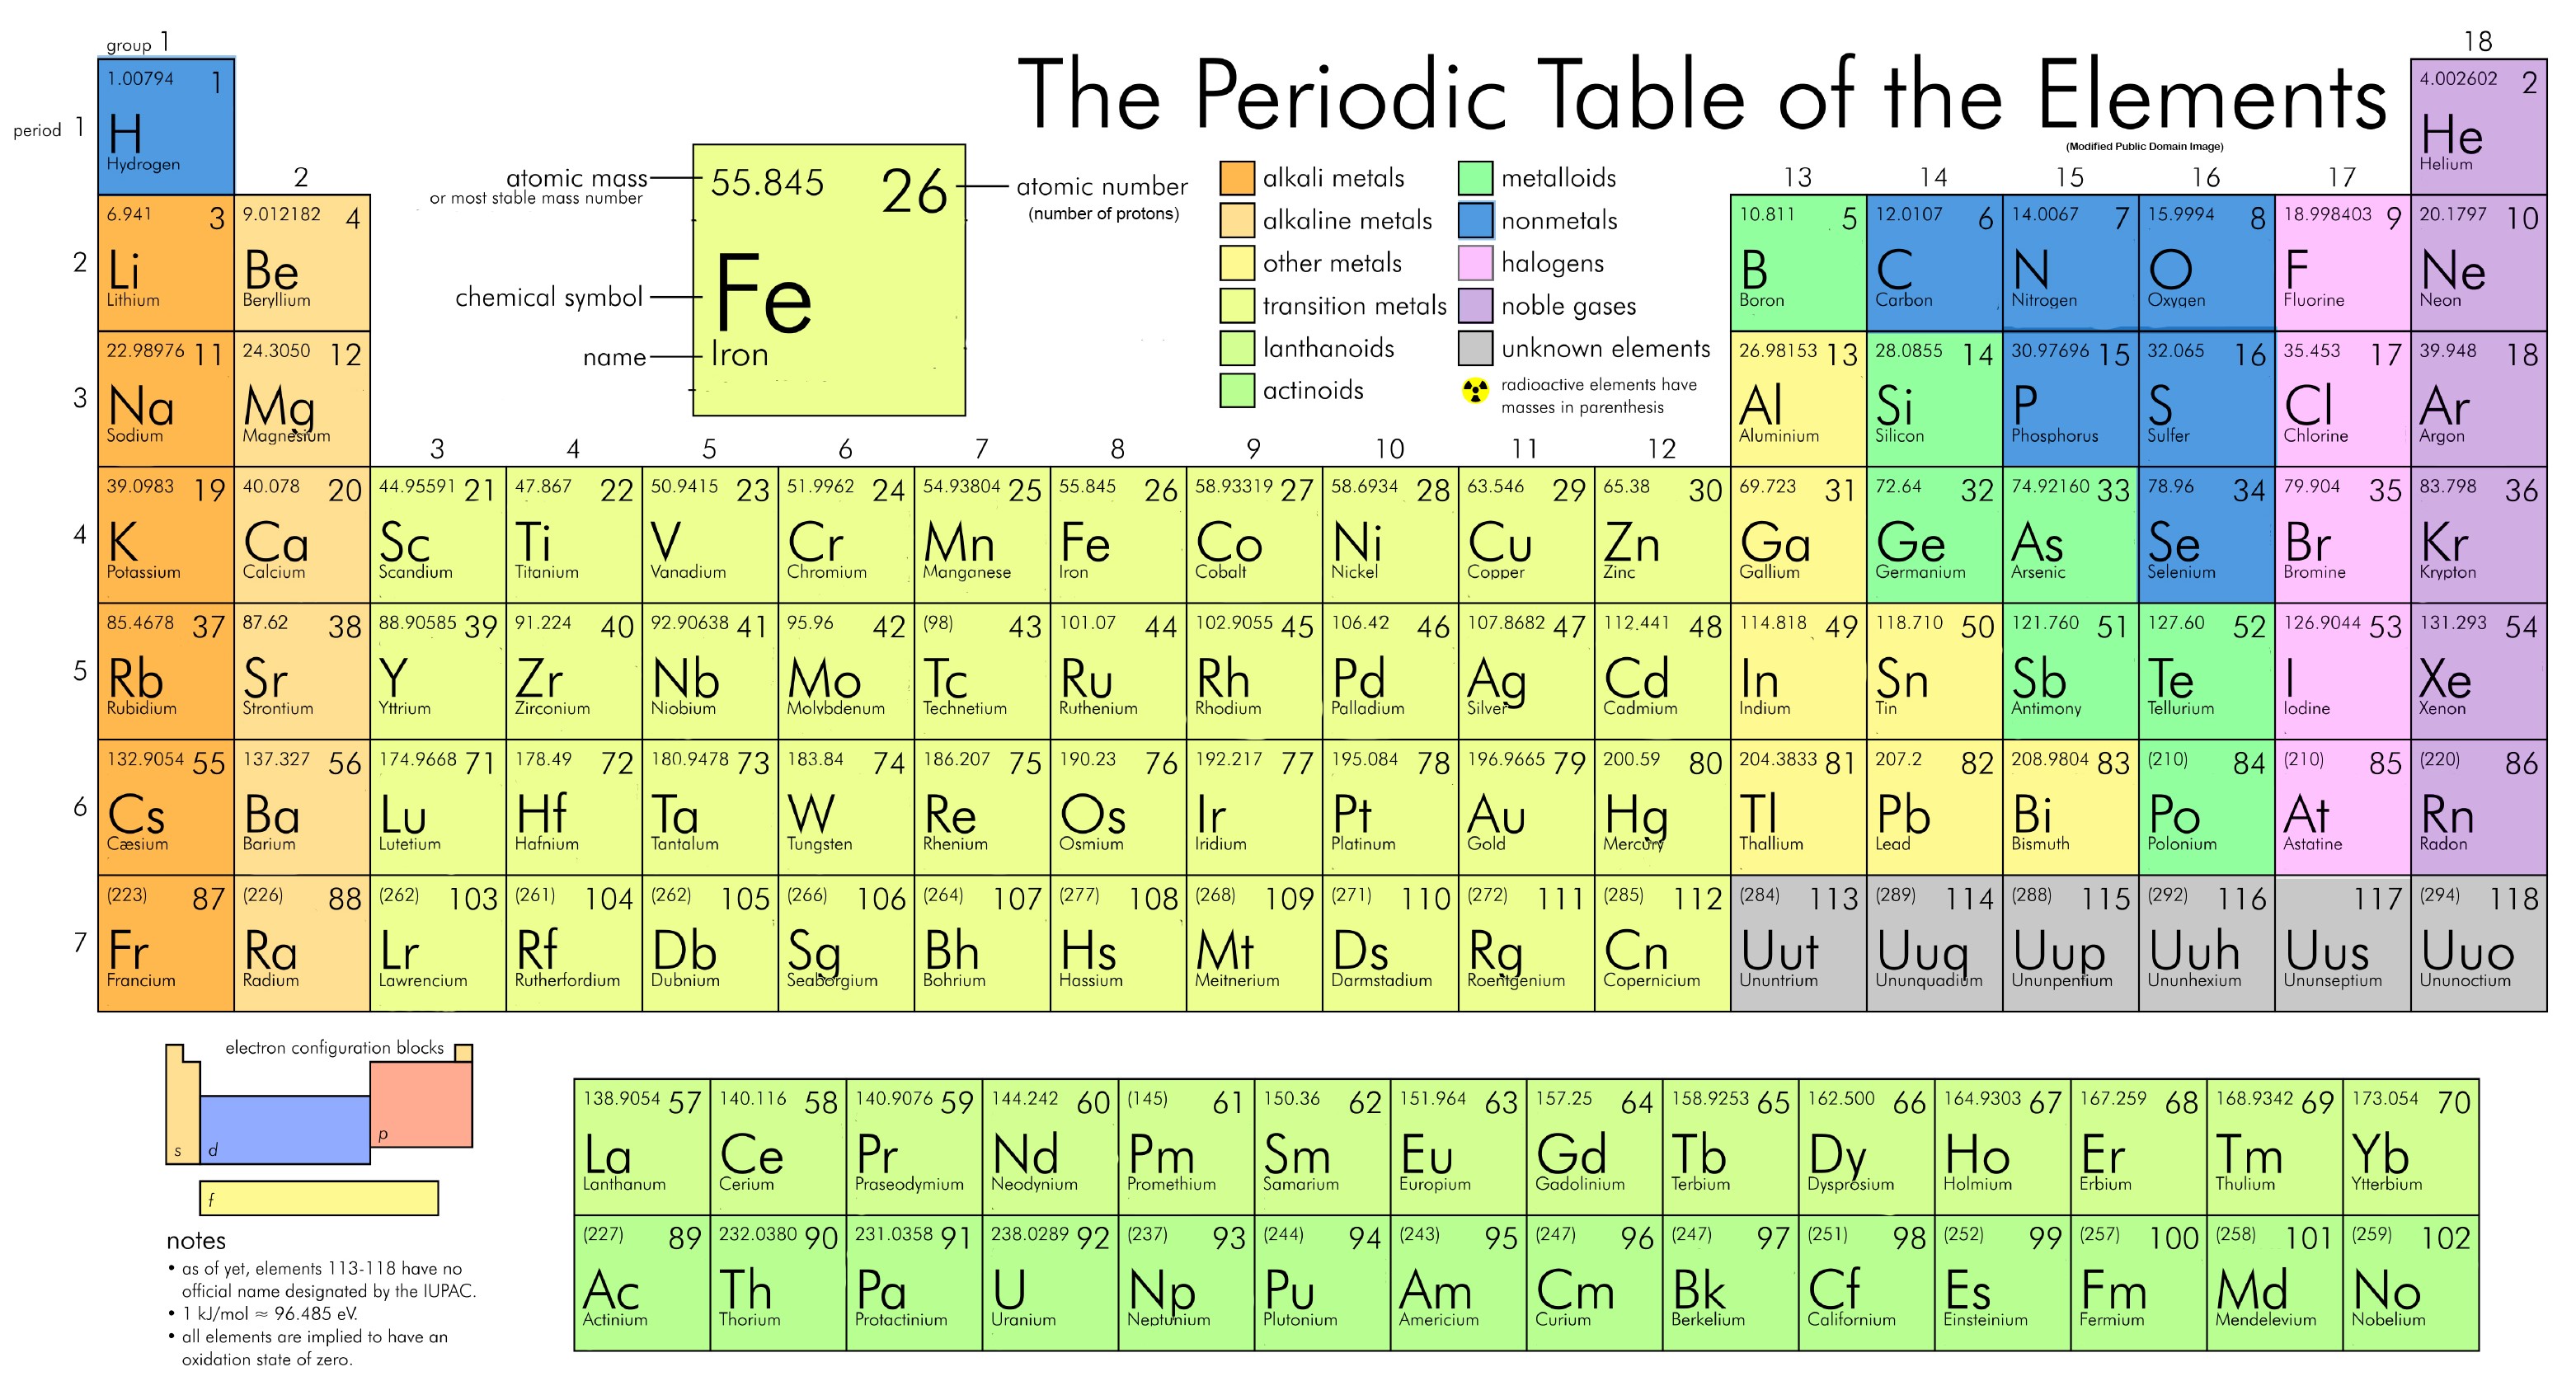 group 1
18
The Periodic Table of the Elements
(Modified Public Domain Image)
period 1
1.00794 1
H
Hydrogen
4.002602 2
He
Helium
atomic mass
or most stable mass number
chemical symbol
name
55.845 26
Fe
Iron
atomic number
(number of protons)
alkali metals
alkaline metals
other metals
transition metals
lanthanoids
actinoids
metalloids
nonmetals
halogens
noble gases
unknown elements
radioactive elements have
masses in parenthesis
2 13 14 15 16 17
2
6.941 3 9.012182 4 10.811 5 12.0107 6 14.0067 7 15.9994 8 18.998403 9 20.1797 10
Li Be B C N O F Ne
Lithium Beryllium Boron Carbon Nitrogen Oxygen Fluorine Neon
3
22.98976 11 24.3050 12 26.98153 13 28.0855 14 30.97696 15 32.065 16 35.453 17 39.948 18
Na Mg Al Si P S Cl Ar
Sodium Magnesium Aluminium Silicon Phosphorus Sulfer Chlorine Argon
3 4 5 6 7 8 9 10 11 12
4
39.0983 19 40.078 20 44.95591 21 47.867 22 50.9415 23 51.9962 24 54.93804 25 55.845 26 58.93319 27 58.6934 28 63.546 29 65.38 30 69.723 31 72.64 32 74.92160 33 78.96 34 79.904 35 83.798 36
K Ca Sc Ti V Cr Mn Fe Co Ni Cu Zn Ga Ge As Se Br Kr
Potassium Calcium Scandium Titanium Vanadium Chromium Manganese Iron Cobalt Nickel Copper Zinc Gallium Germanium Arsenic Selenium Bromine Krypton
5
85.4678 37 87.62 38 88.90585 39 91.224 40 92.90638 41 95.96 42 (98) 43 101.07 44 102.9055 45 106.42 46 107.8682 47 112.441 48 114.818 49 118.710 50 121.760 51 127.60 52 126.9044 53 131.293 54
Rb Sr Y Zr Nb Mo Tc Ru Rh Pd Ag Cd In Sn Sb Te I Xe
Rubidium Strontium Yttrium Zirconium Niobium Molybdenum Technetium Ruthenium Rhodium Palladium Silver Cadmium Indium Tin Antimony Tellurium Iodine Xenon
6
132.9054 55 137.327 56 174.9668 71 178.49 72 180.9478 73 183.84 74 186.207 75 190.23 76 192.217 77 195.084 78 196.9665 79 200.59 80 204.3833 81 207.2 82 208.9804 83 (210) 84 (210) 85 (220) 86
Cs Ba Lu Hf Ta W Re Os Ir Pt Au Hg Tl Pb Bi Po At Rn
Cæsium Barium Lutetium Hafnium Tantalum Tungsten Rhenium Osmium Iridium Platinum Gold Mercury Thallium Lead Bismuth Polonium Astatine Radon
7
(223) 87 (226) 88 (262) 103 (261) 104 (262) 105 (266) 106 (264) 107 (277) 108 (268) 109 (271) 110 (272) 111 (285) 112 (284) 113 (289) 114 (288) 115 (292) 116 117 (294) 118
Fr Ra Lr Rf Db Sg Bh Hs Mt Ds Rg Cn Uut Uuq Uup Uuh Uus Uuo
Francium Radium Lawrencium Rutherfordium Dubnium Seaborgium Bohrium Hassium Meitnerium Darmstadium Roentgenium Copernicium Ununtrium Ununquadium Ununpentium Ununhexium Ununseptium Ununoctium
electron configuration blocks
s d p
f
notes
• as of yet, elements 113-118 have no
official name designated by the IUPAC.
• 1 kJ/mol ≈ 96.485 eV.
• all elements are implied to have an
oxidation state of zero.
138.9054 57 140.116 58 140.9076 59 144.242 60 (145) 61 150.36 62 151.964 63 157.25 64 158.9253 65 162.500 66 164.9303 67 167.259 68 168.9342 69 173.054 70
La Ce Pr Nd Pm Sm Eu Gd Tb Dy Ho Er Tm Yb
Lanthanum Cerium Praseodymium Neodynium Promethium Samarium Europium Gadolinium Terbium Dysprosium Holmium Erbium Thulium Ytterbium
(227) 89 232.0380 90 231.0358 91 238.0289 92 (237) 93 (244) 94 (243) 95 (247) 96 (247) 97 (251) 98 (252) 99 (257) 100 (258) 101 (259) 102
Ac Th Pa U Np Pu Am Cm Bk Cf Es Fm Md No
Actinium Thorium Protactinium Uranium Neptunium Plutonium Americium Curium Berkelium Californium Einsteinium Fermium Mendelevium Nobelium